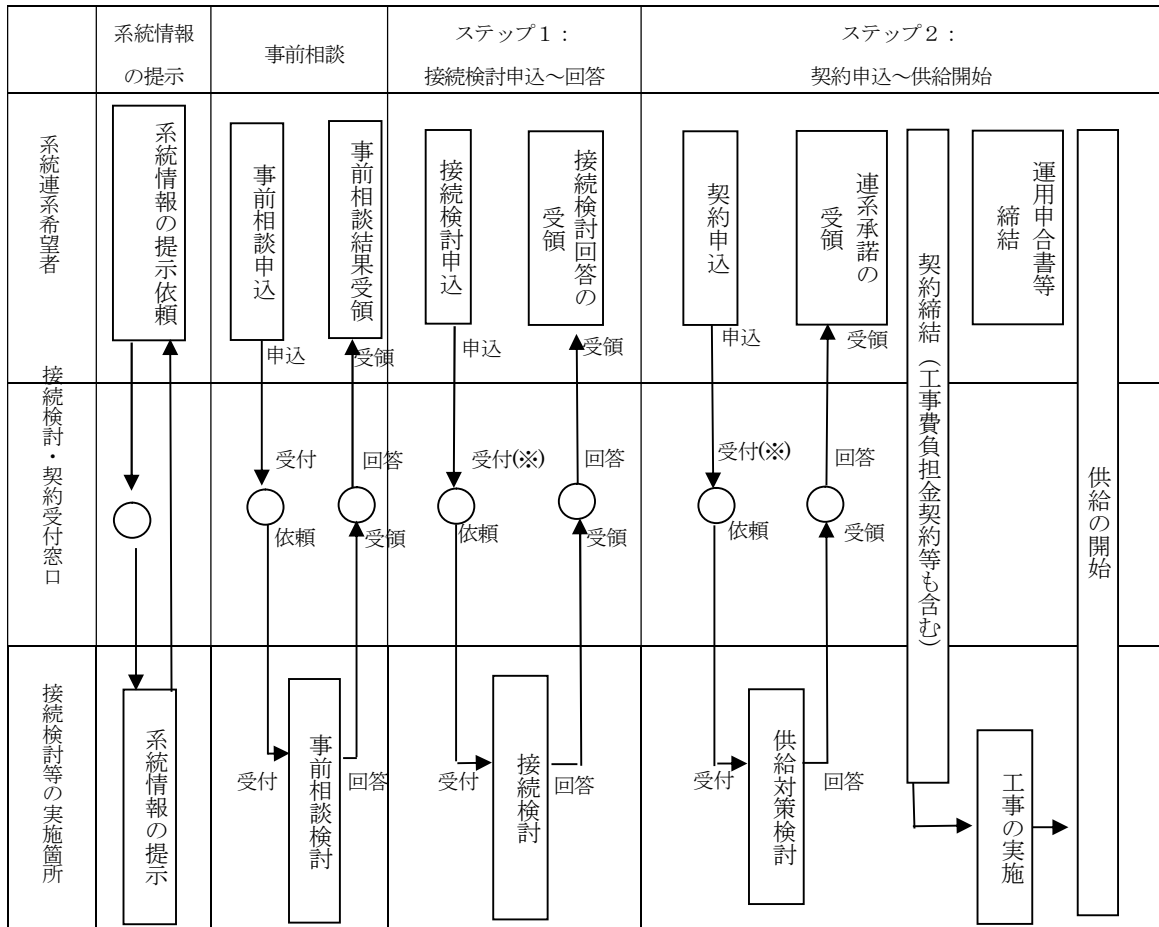 系統情報
の提示
事前相談
ステップ1:
接続検討申込~回答
ステップ2:
契約申込~供給開始
系統連系希望者
系統情報の提示依頼
事前相談申込
事前相談結果受領
接続検討申込
接続検討回答の
受領
契約申込
連系承諾の
受領
契約締結(工事費負担金契約等も含む)
運用申合書等
締結
供給の開始
申込
受領
申込
受領
申込
受領
接続検討・契約受付窓口
受付
回答
受付(※)
回答
受付(※)
回答
依頼
受領
依頼
受領
依頼
受領
接続検討等の実施箇所
系統情報の提示
受付
事前相談検討
回答
受付
接続検討
回答
受付
供給対策検討
回答
工事の実施